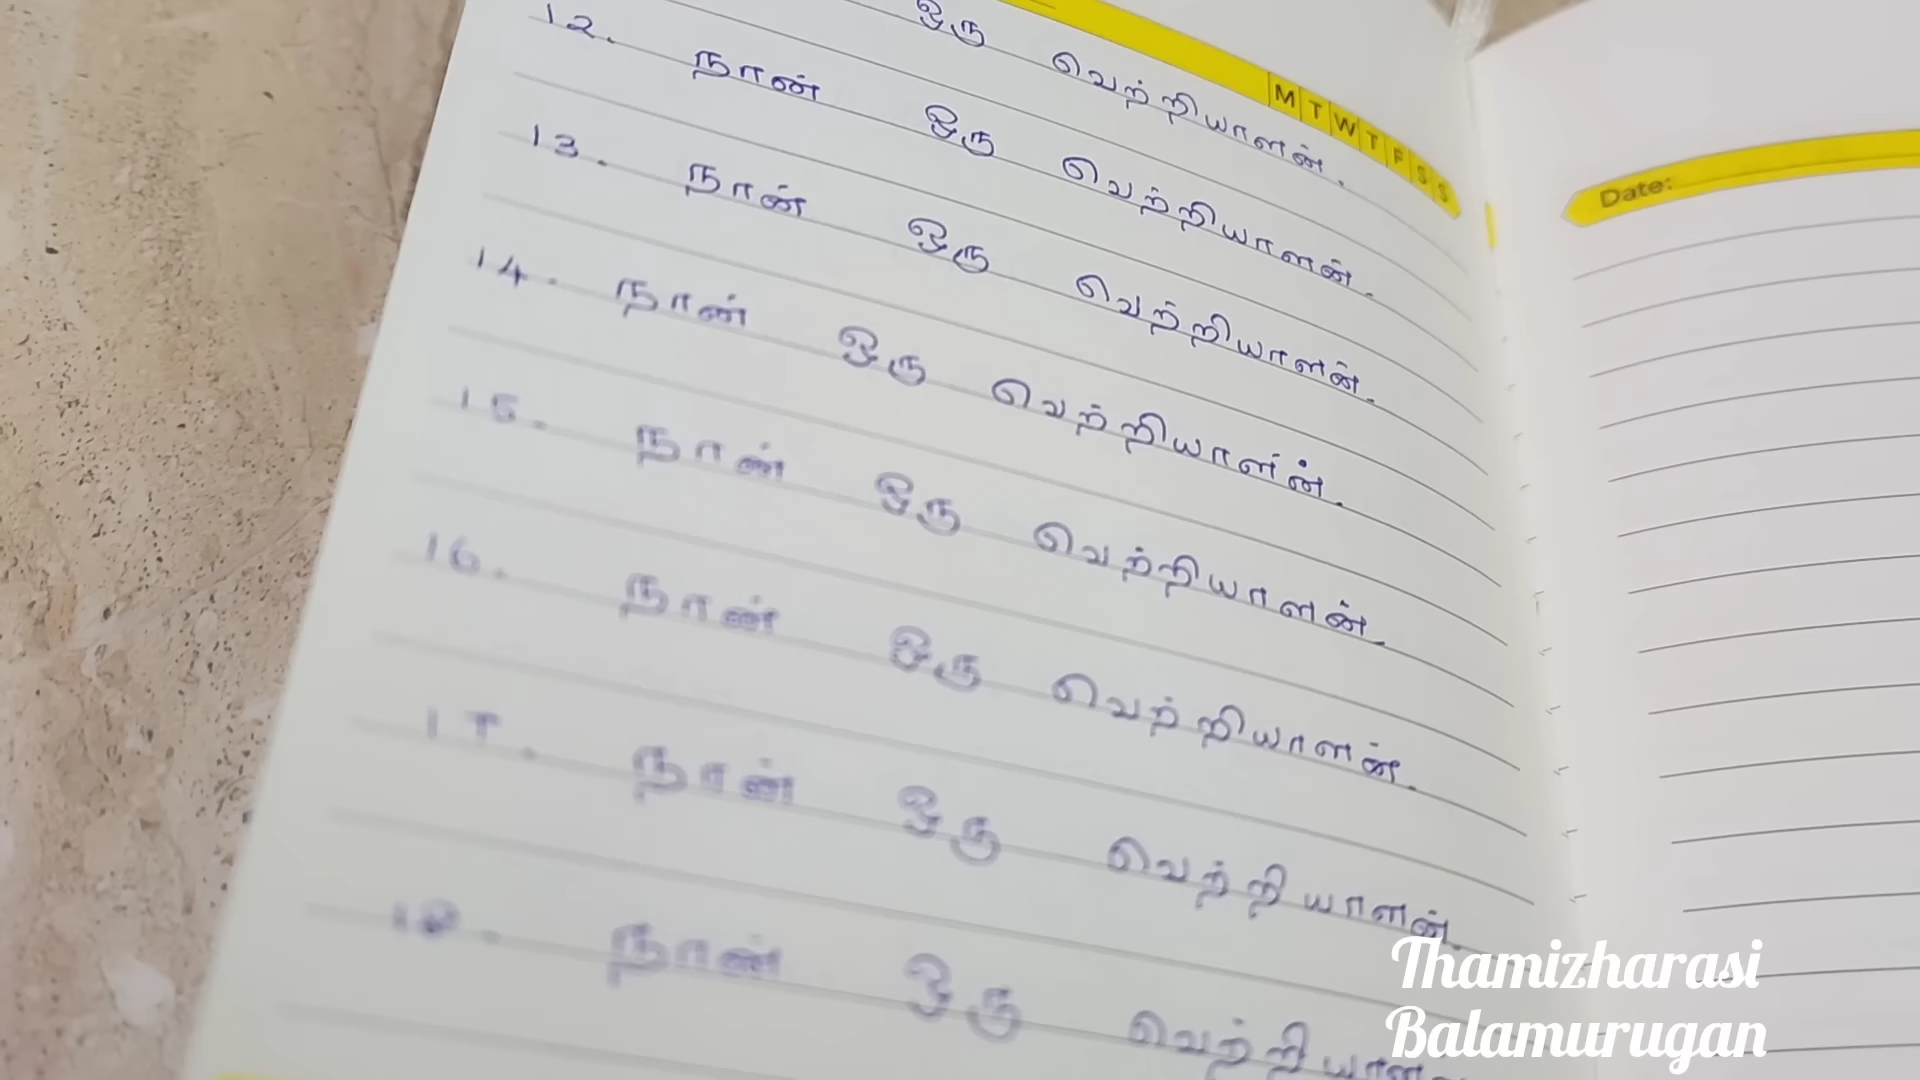 ஒரு வெற்றியாளன்.
12. நான் ஒரு வெற்றியாளன்.
13. நான் ஒரு வெற்றியாளன்.
14. நான் ஒரு வெற்றியாள்ன்.
15. நான் ஒரு வெற்றியாளன்.
16. நான் ஒரு வெற்றியாளன்.
17. நான் ஒரு வெற்றியாளன்.
18. நான் ஒரு
M T W T F S S
Date:
Thamizharasi
Balamurugan